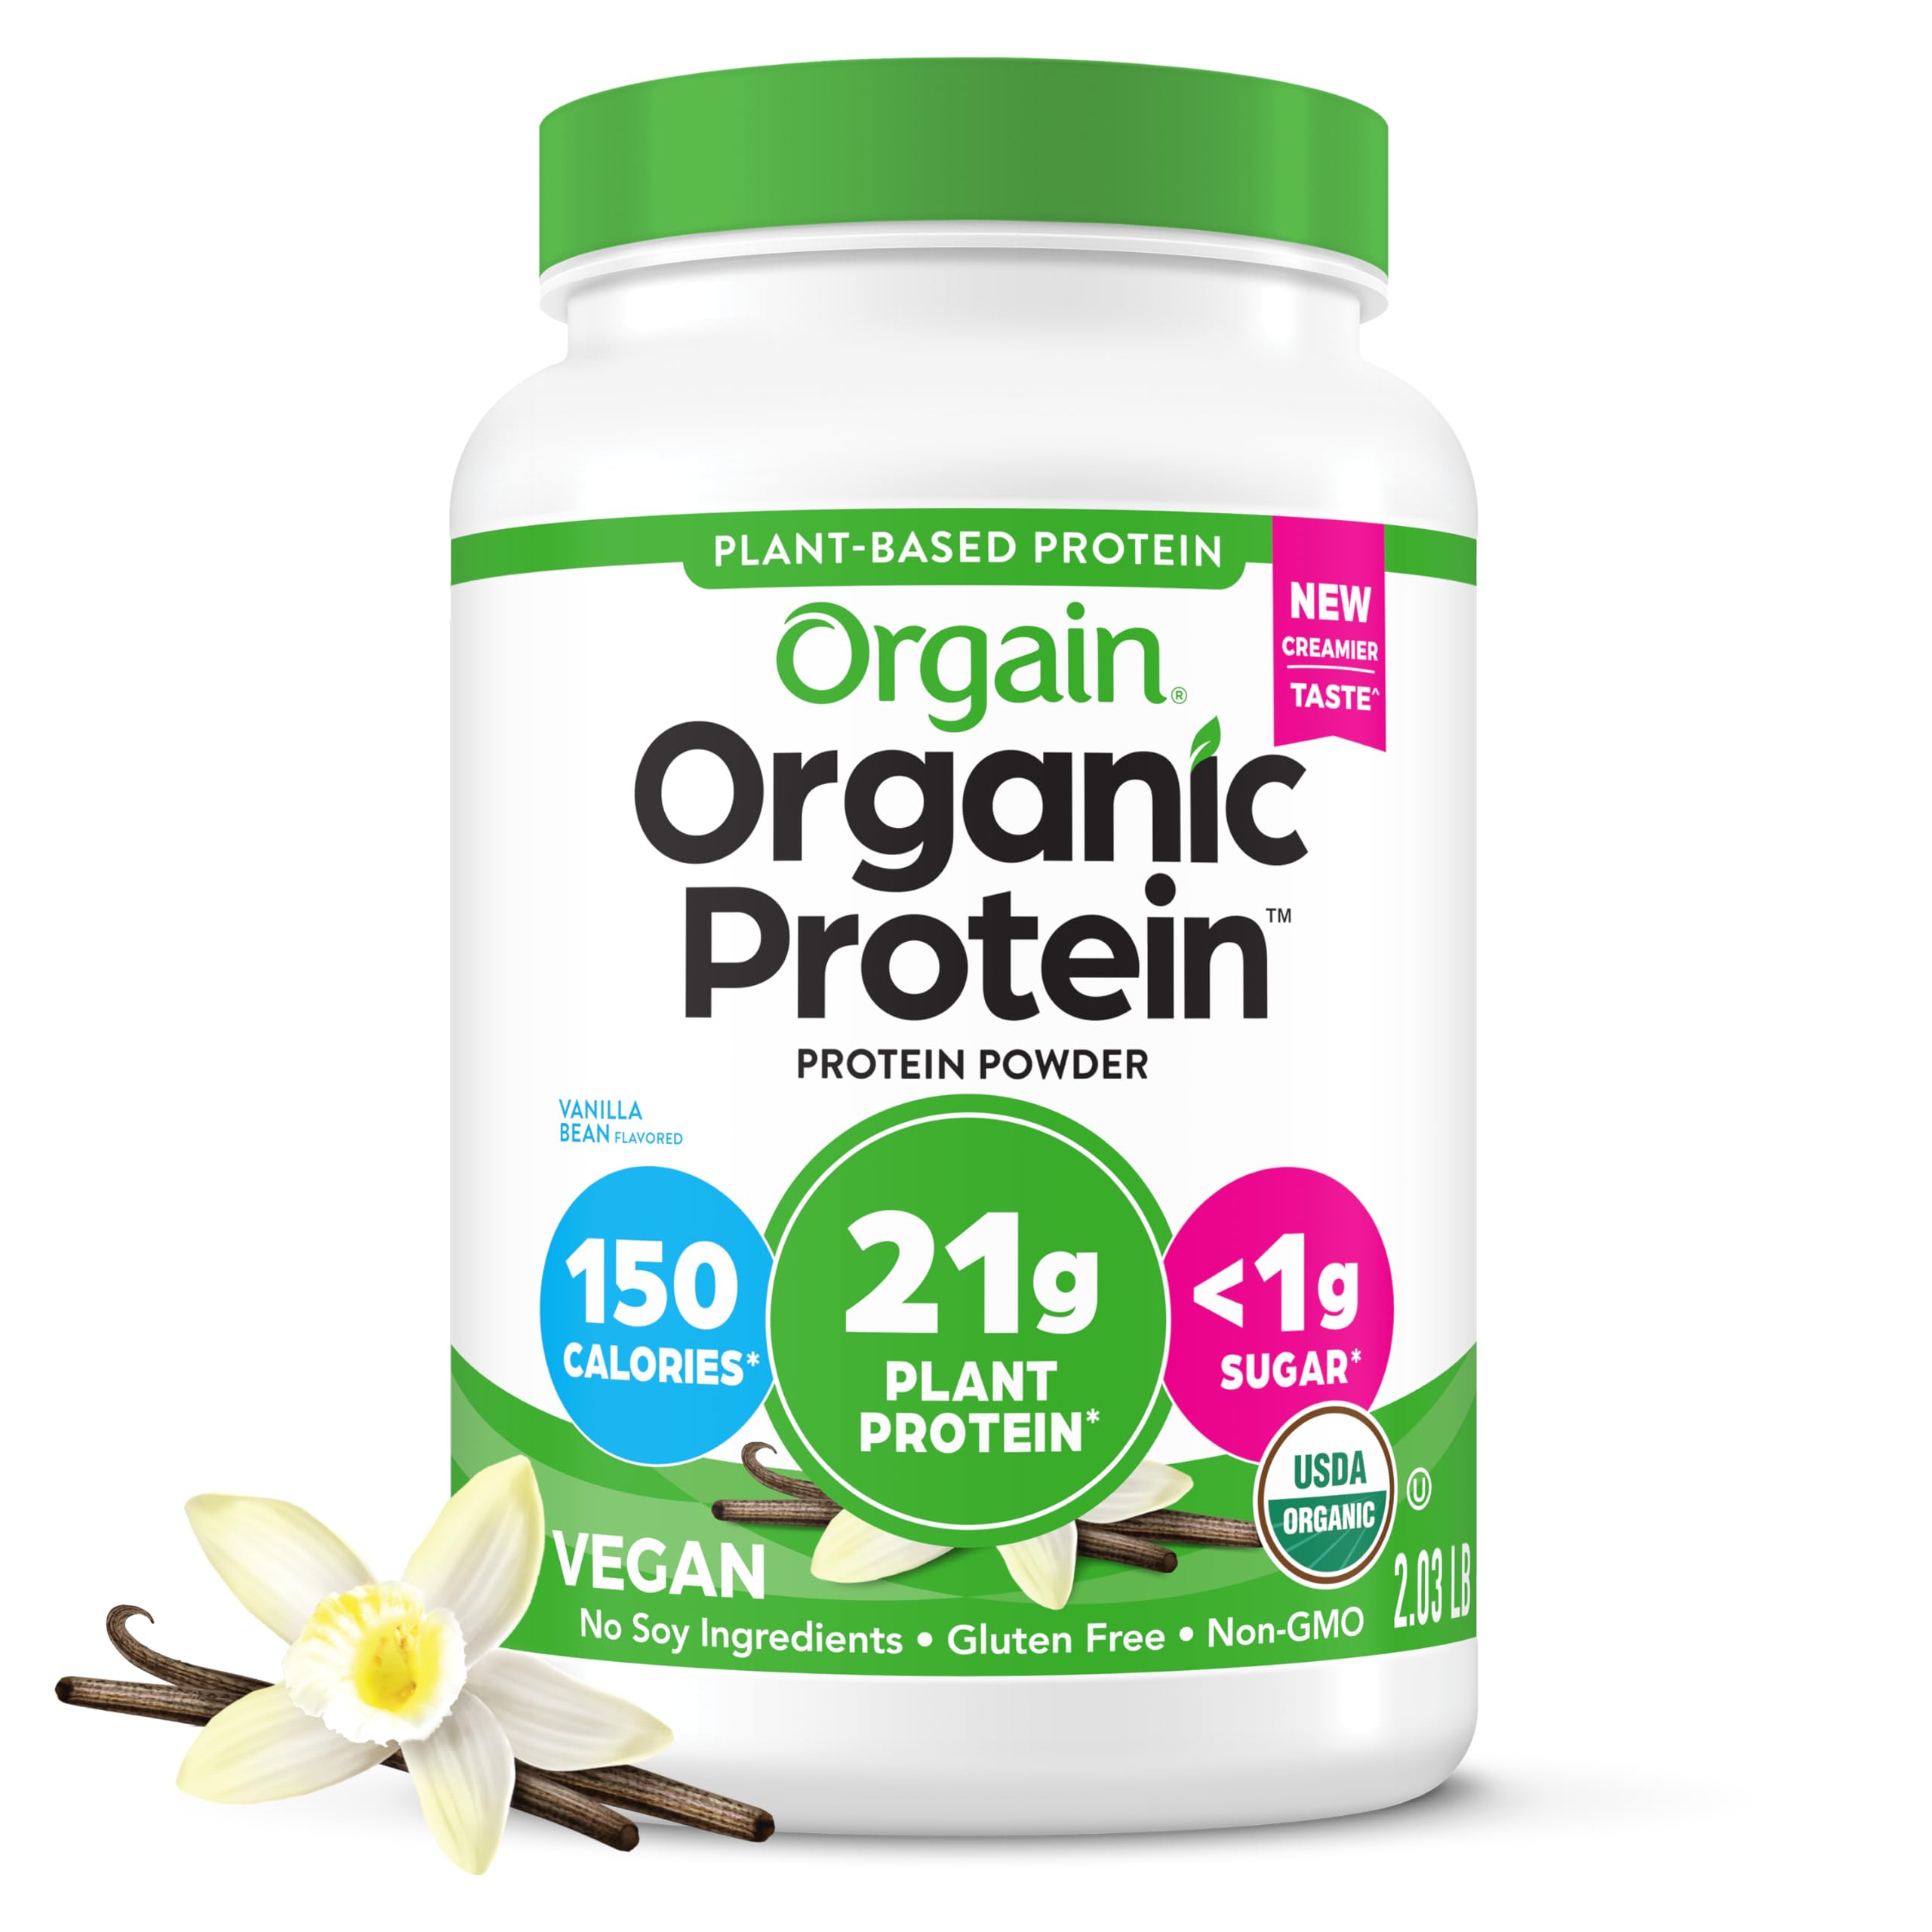 PLANT-BASED PROTEIN
NEW
CREAMIER
TASTE^
Orgain®
Organic
Protein™
PROTEIN POWDER
VANILLA
BEAN FLAVORED
150
CALORIES*
21g
PLANT
PROTEIN*
<1g
SUGAR*
USDA
ORGANIC
U
VEGAN
No Soy Ingredients • Gluten Free • Non-GMO
2.03 LB